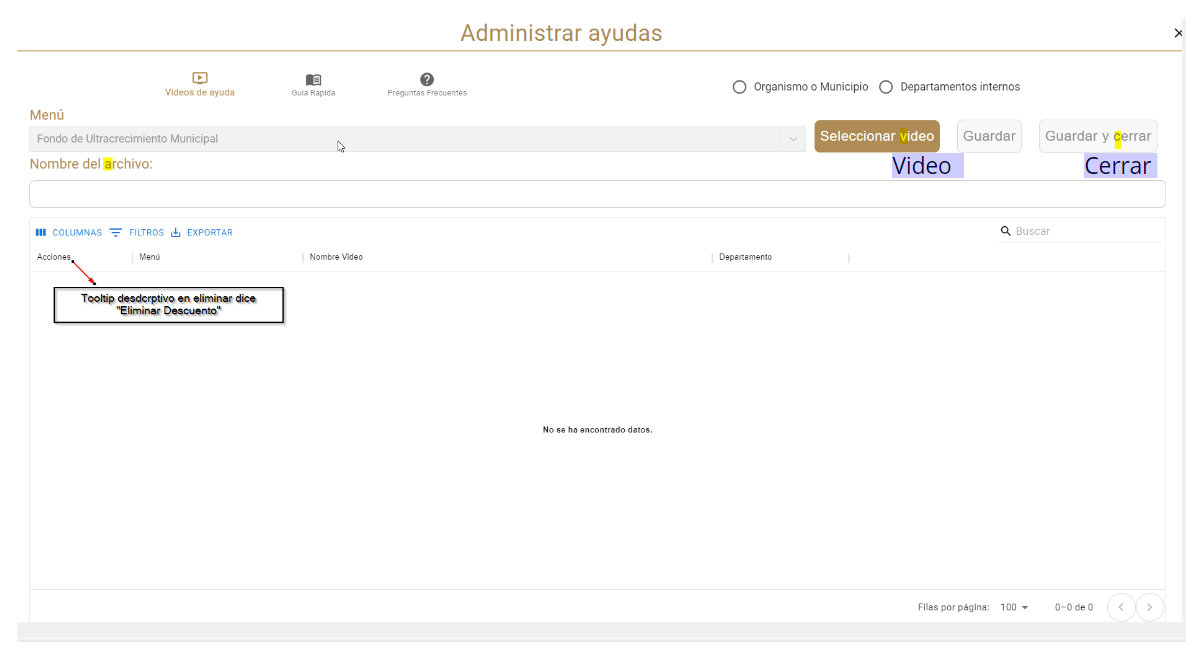 Administrar ayudas
Videos de ayuda
Guia Rapida
Preguntas Frecuentes
Organismo o Municipio
Departamentos internos
Menú
Fondo de Ultracrecimiento Municipal
Seleccionar video
Guardar
Guardar y cerrar
Video
Cerrar
Nombre del archivo:
COLUMNAS
FILTROS
EXPORTAR
Buscar
Acciones
Menú
Nombre Video
Departamento
Tooltip desdcrptivo en eliminar dice
"Eliminar Descuento"
No se ha encontrado datos.
Filas por página: 100
0–0 de 0